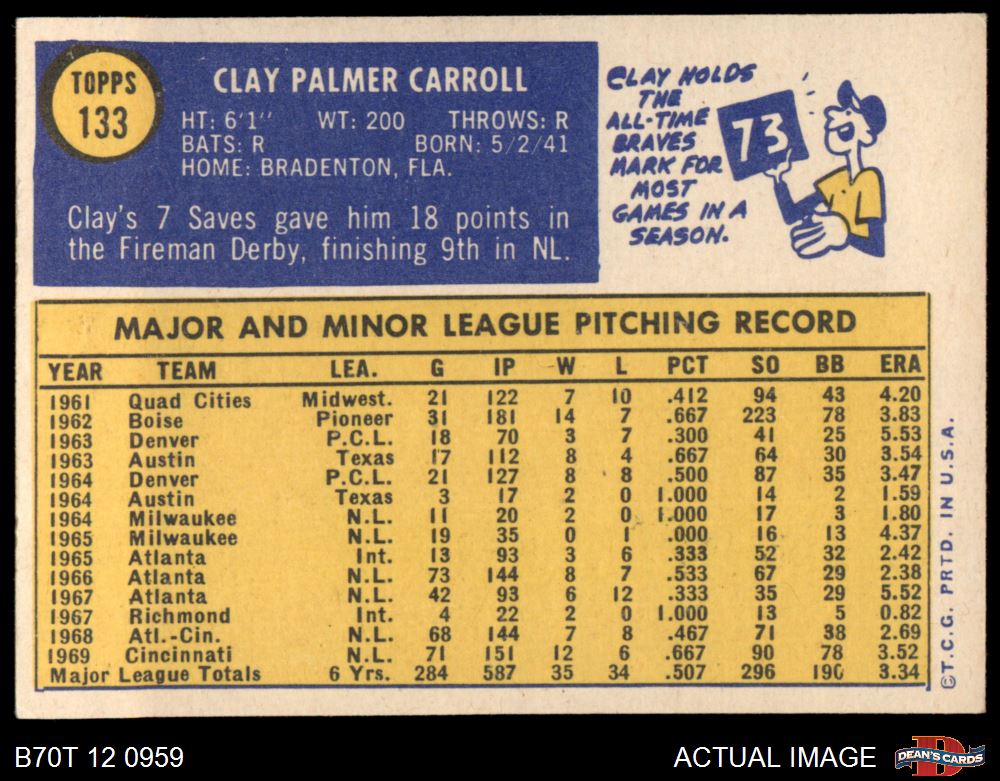 TOPPS
133
CLAY PALMER CARROLL
HT: 6'1" WT: 200 THROWS: R
BATS: R BORN: 5/2/41
HOME: BRADENTON, FLA.
Clay's 7 Saves gave him 18 points in
the Fireman Derby, finishing 9th in NL.
CLAY HOLDS
THE
ALL-TIME
BRAVES
MARK FOR
MOST
GAMES IN A
SEASON.
73
MAJOR AND MINOR LEAGUE PITCHING RECORD
YEAR TEAM LEA. G IP W L PCT SO BB ERA
1961 Quad Cities Midwest. 21 122 7 10 .412 94 43 4.20
1962 Boise Pioneer 31 181 14 7 .667 223 78 3.83
1963 Denver P.C.L. 18 70 3 7 .300 41 25 5.53
1963 Austin Texas 17 112 8 4 .667 64 30 3.54
1964 Denver P.C.L. 21 127 8 8 .500 87 35 3.47
1964 Austin Texas 3 17 2 0 1.000 14 2 1.59
1964 Milwaukee N.L. 11 20 2 0 1.000 17 3 1.80
1965 Milwaukee N.L. 19 35 0 1 .000 16 13 4.37
1965 Atlanta Int. 13 93 3 6 .333 52 32 2.42
1966 Atlanta N.L. 73 144 8 7 .533 67 29 2.38
1967 Atlanta N.L. 42 93 6 12 .333 35 29 5.52
1967 Richmond Int. 4 22 2 0 1.000 13 5 0.82
1968 Atl.-Cin. N.L. 68 144 7 8 .467 71 38 2.69
1969 Cincinnati N.L. 71 151 12 6 .667 90 78 3.52
Major League Totals 6 Yrs. 284 587 35 34 .507 296 190 3.34
©T.C.G. PRTD. IN U.S.A.
B70T 12 0959
ACTUAL IMAGE
DEAN'S CARDS